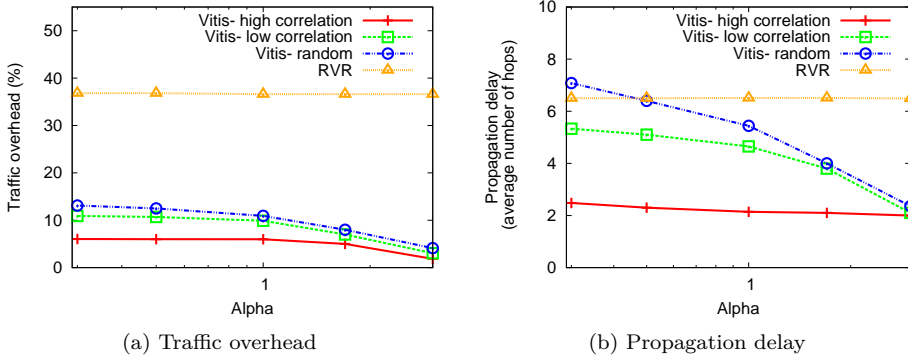 Traffic overhead (%)
50
40
30
20
10
0
Vitis- high correlation
Vitis- low correlation
Vitis- random
RVR
1
Alpha
(a) Traffic overhead
Propagation delay
(average number of hops)
10
8
6
4
2
0
Vitis- high correlation
Vitis- low correlation
Vitis- random
RVR
1
Alpha
(b) Propagation delay